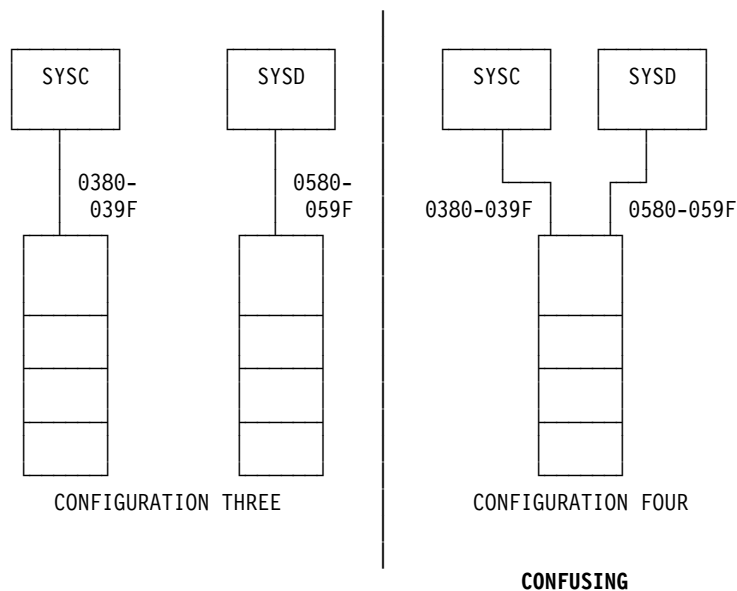 SYSC
SYSD
0380-
039F
0580-
059F
CONFIGURATION THREE
SYSC
SYSD
0380-039F
0580-059F
CONFIGURATION FOUR
CONFUSING